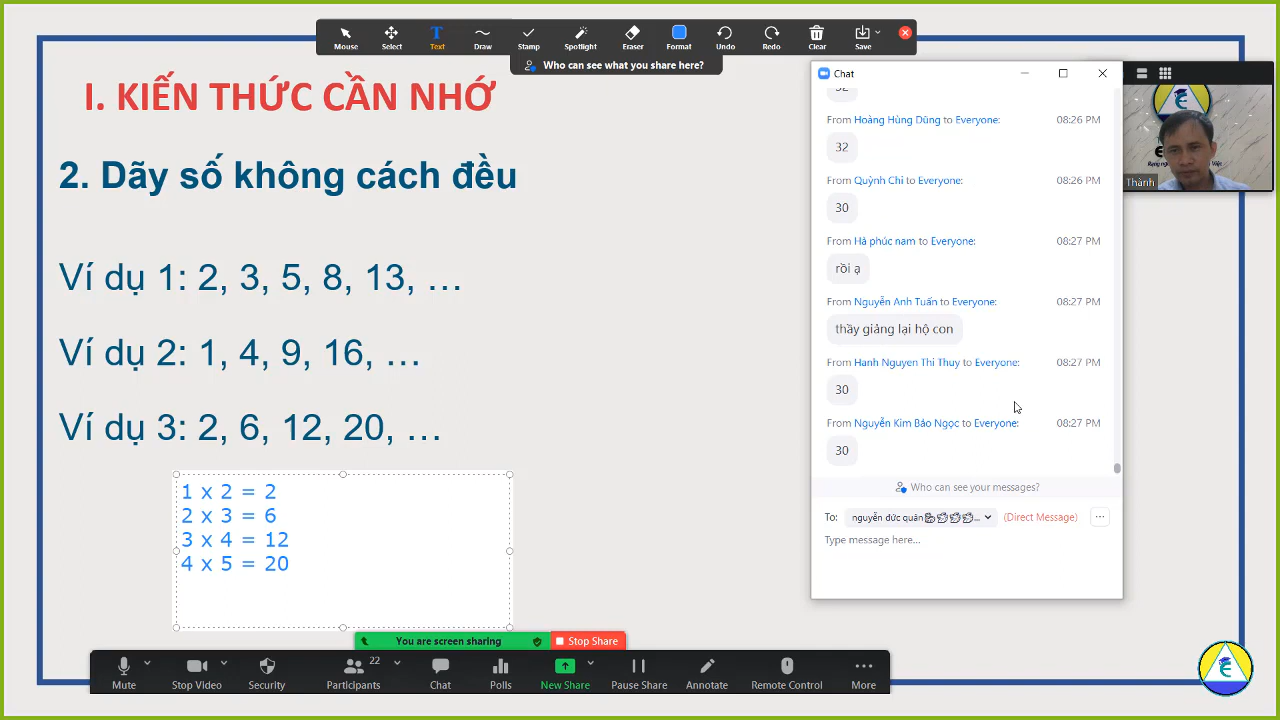 Mouse
Select
Text
Draw
Stamp
Spotlight
Eraser
Format
Undo
Redo
Clear
Save
Who can see what you share here?
I. KIẾN THỨC CẦN NHỚ
2. Dãy số không cách đều
Ví dụ 1: 2, 3, 5, 8, 13, …
Ví dụ 2: 1, 4, 9, 16, …
Ví dụ 3: 2, 6, 12, 20, …
1 x 2 = 2
2 x 3 = 6
3 x 4 = 12
4 x 5 = 20
Chat
32
From Hoàng Hùng Dũng to Everyone: 08:26 PM
32
From Quỳnh Chi to Everyone: 08:26 PM
30
From Hà phúc nam to Everyone: 08:27 PM
rồi ạ
From Nguyễn Anh Tuấn to Everyone: 08:27 PM
thầy giảng lại hộ con
From Hanh Nguyen Thi Thuy to Everyone: 08:27 PM
30
From Nguyễn Kim Bảo Ngọc to Everyone: 08:27 PM
30
Who can see your messages?
To: nguyễn đức quân... (Direct Message)
Type message here...
Thành
You are screen sharing
Stop Share
Mute
Stop Video
Security
Participants 22
Chat
Polls
New Share
Pause Share
Annotate
Remote Control
More